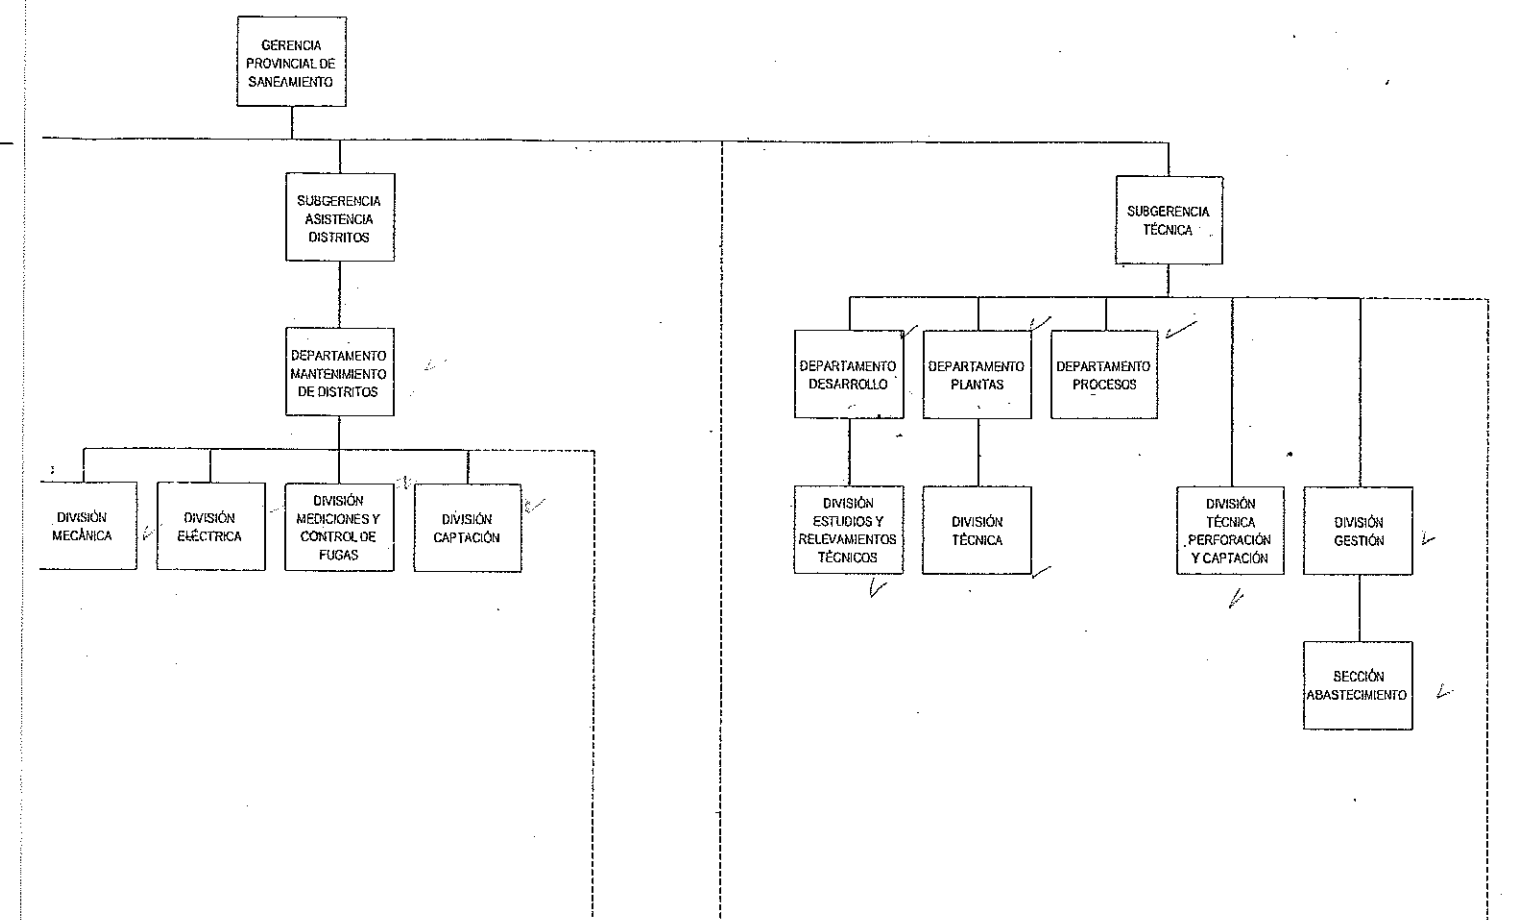 GERENCIA
PROVINCIAL DE
SANEAMIENTO
SUBGERENCIA
ASISTENCIA
DISTRITOS
SUBGERENCIA
TÉCNICA
DEPARTAMENTO
MANTENIMIENTO
DE DISTRITOS
DEPARTAMENTO
DESARROLLO
DEPARTAMENTO
PLANTAS
DEPARTAMENTO
PROCESOS
DIVISIÓN
MECÁNICA
DIVISIÓN
ELÉCTRICA
DIVISIÓN
MEDICIONES Y
CONTROL DE
FUGAS
DIVISIÓN
CAPTACIÓN
DIVISIÓN
ESTUDIOS Y
RELEVAMIENTOS
TÉCNICOS
DIVISIÓN
TÉCNICA
DIVISIÓN
TÉCNICA
PERFORACIÓN
Y CAPTACIÓN
DIVISIÓN
GESTIÓN
SECCIÓN
ABASTECIMIENTO